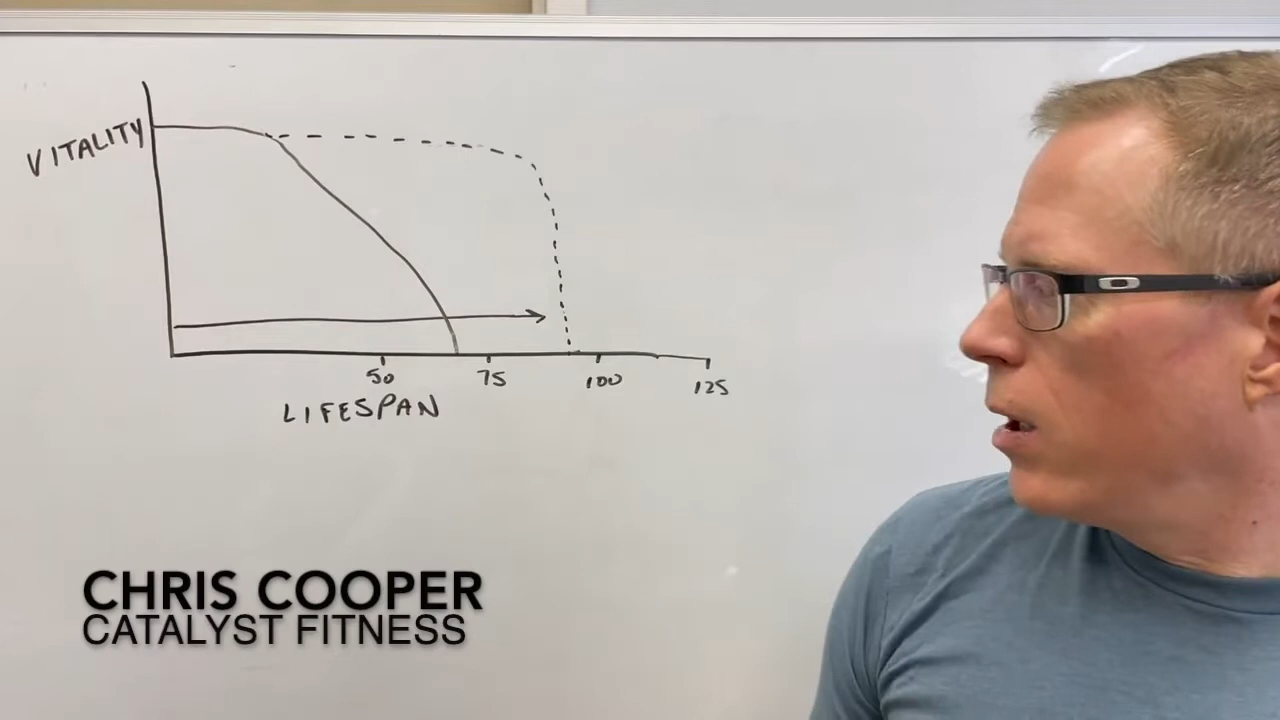 VITALITY
50 75 100 125
LIFESPAN
CHRIS COOPER
CATALYST FITNESS